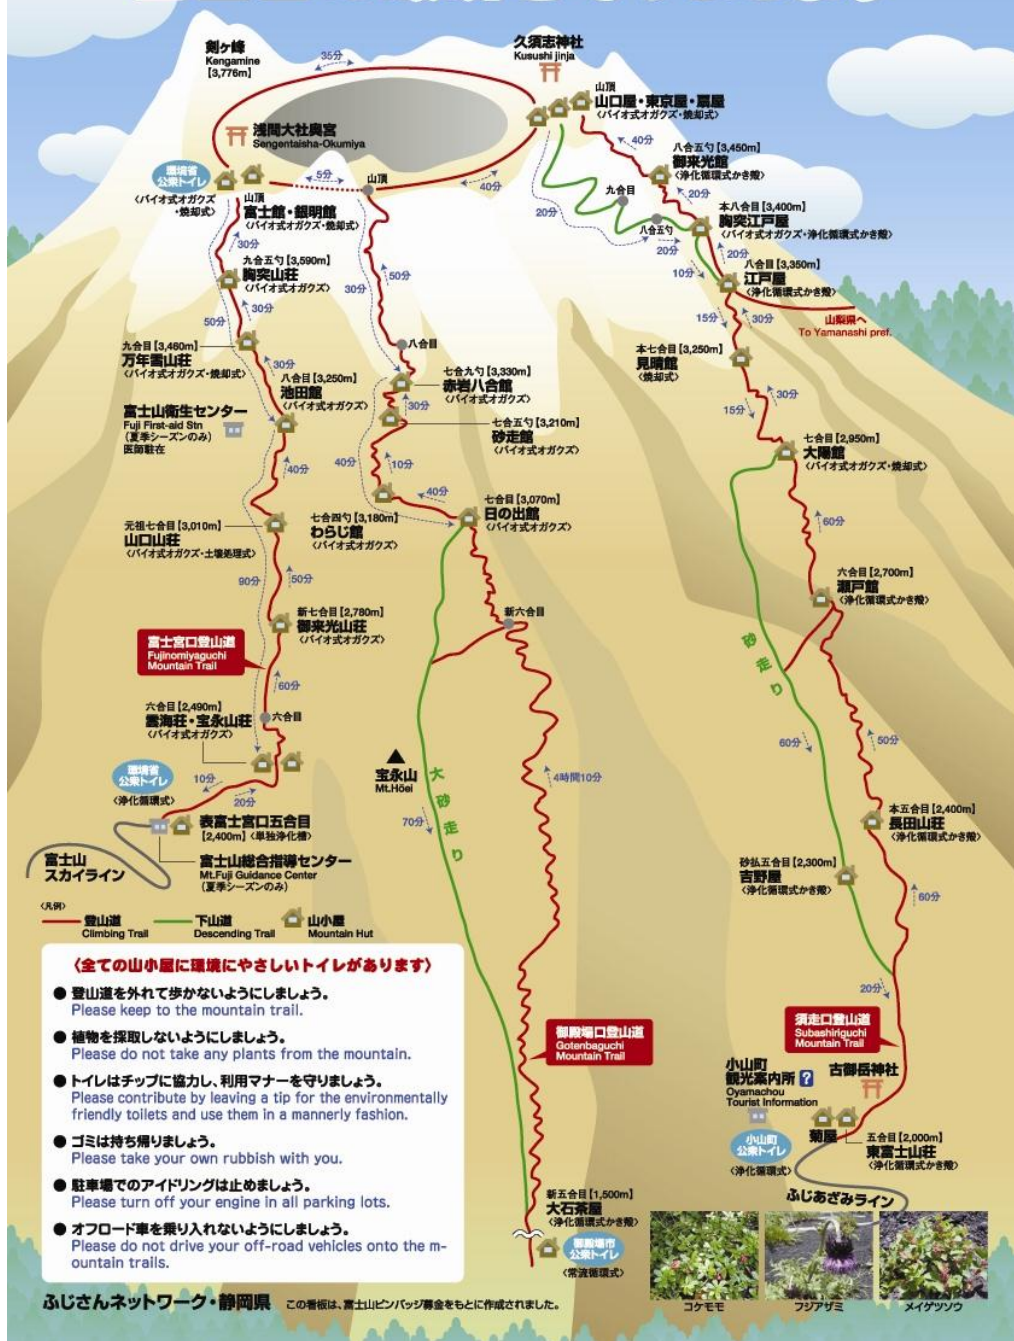 剣ヶ峰
Kengamine
【3,776m】
35分
久須志神社
Kusushi jinja
山頂
山口屋・東京屋・扇屋
〈バイオ式オガクズ・焼却式〉
浅間大社奥宮
Sengentaisha-Okumiya
環境省
公衆トイレ
〈バイオ式オガクズ
・焼却式〉
5分
山頂
40分
山頂
富士館・銀明館
〈バイオ式オガクズ・焼却式〉
40分
八合五勺【3,450m】
御来光館
〈浄化循環式かき殻〉
20分
九合目
八合五勺
20分
20分
本八合目【3,400m】
胸突江戸屋
〈バイオ式オガクズ・浄化循環式かき殻〉
20分
10分
八合目【3,350m】
江戸屋
〈浄化循環式かき殻〉
山梨県へ
To Yamanashi pref.
30分
九合五勺【3,590m】
胸突山荘
〈バイオ式オガクズ〉
30分
50分
50分
30分
15分
30分
本七合目【3,250m】
見晴館
〈焼却式〉
九合目【3,460m】
万年雪山荘
〈バイオ式オガクズ・焼却式〉
30分
八合目【3,250m】
池田館
〈バイオ式オガクズ〉
八合目
七合九勺【3,330m】
赤岩八合館
〈バイオ式オガクズ〉
30分
15分
30分
富士山衛生センター
Fuji First-aid Stn
（夏季シーズンのみ）
医師駐在
七合五勺【3,210m】
砂走館
〈バイオ式オガクズ〉
七合目【2,950m】
大陽館
〈バイオ式オガクズ・焼却式〉
40分
40分
10分
40分
元祖七合目【3,010m】
山口山荘
〈バイオ式オガクズ・土壌処理式〉
七合四勺【3,180m】
わらじ館
〈バイオ式オガクズ〉
七合目【3,070m】
日の出館
〈バイオ式オガクズ〉
60分
90分
50分
六合目【2,700m】
瀬戸館
〈浄化循環式かき殻〉
新七合目【2,780m】
御来光山荘
〈バイオ式オガクズ〉
新六合目
富士宮口登山道
Fujinomiyaguchi
Mountain Trail
砂走り
60分
六合目【2,490m】
雲海荘・宝永山荘
〈バイオ式オガクズ〉
六合目
60分
50分
環境省
公衆トイレ
〈浄化循環式〉
10分
20分
宝永山
Mt.Hōei
大砂走り
70分
4時間10分
表富士宮口五合目
【2,400m】〈単独浄化槽〉
本五合目【2,400m】
長田山荘
〈浄化循環式かき殻〉
富士山
スカイライン
富士山総合指導センター
Mt.Fuji Guidance Center
（夏季シーズンのみ）
砂払五合目【2,300m】
吉野屋
〈浄化循環式かき殻〉
60分
〈凡例〉
登山道
Climbing Trail
下山道
Descending Trail
山小屋
Mountain Hut
〈全ての山小屋に環境にやさしいトイレがあります〉
● 登山道を外れて歩かないようにしましょう。
Please keep to the mountain trail.
● 植物を採取しないようにしましょう。
Please do not take any plants from the mountain.
● トイレはチップに協力し、利用マナーを守りましょう。
Please contribute by leaving a tip for the environmentally
friendly toilets and use them in a mannerly fashion.
● ゴミは持ち帰りましょう。
Please take your own rubbish with you.
● 駐車場でのアイドリングは止めましょう。
Please turn off your engine in all parking lots.
● オフロード車を乗り入れないようにしましょう。
Please do not drive your off-road vehicles onto the m-
ountain trails.
20分
御殿場口登山道
Gotenbaguchi
Mountain Trail
須走口登山道
Subashiriguchi
Mountain Trail
小山町
観光案内所 ?
Oyamachou
Tourist Information
古御岳神社
小山町
公衆トイレ
〈浄化循環式〉
菊屋
五合目【2,000m】
東富士山荘
〈浄化循環式かき殻〉
ふじあざみライン
新五合目【1,500m】
大石茶屋
〈浄化循環式かき殻〉
御殿場市
公衆トイレ
〈常流循環式〉
コケモモ
フジアザミ
メイゲツソウ
ふじさんネットワーク・静岡県 この看板は、富士山ピンバッジ募金をもとに作成されました。